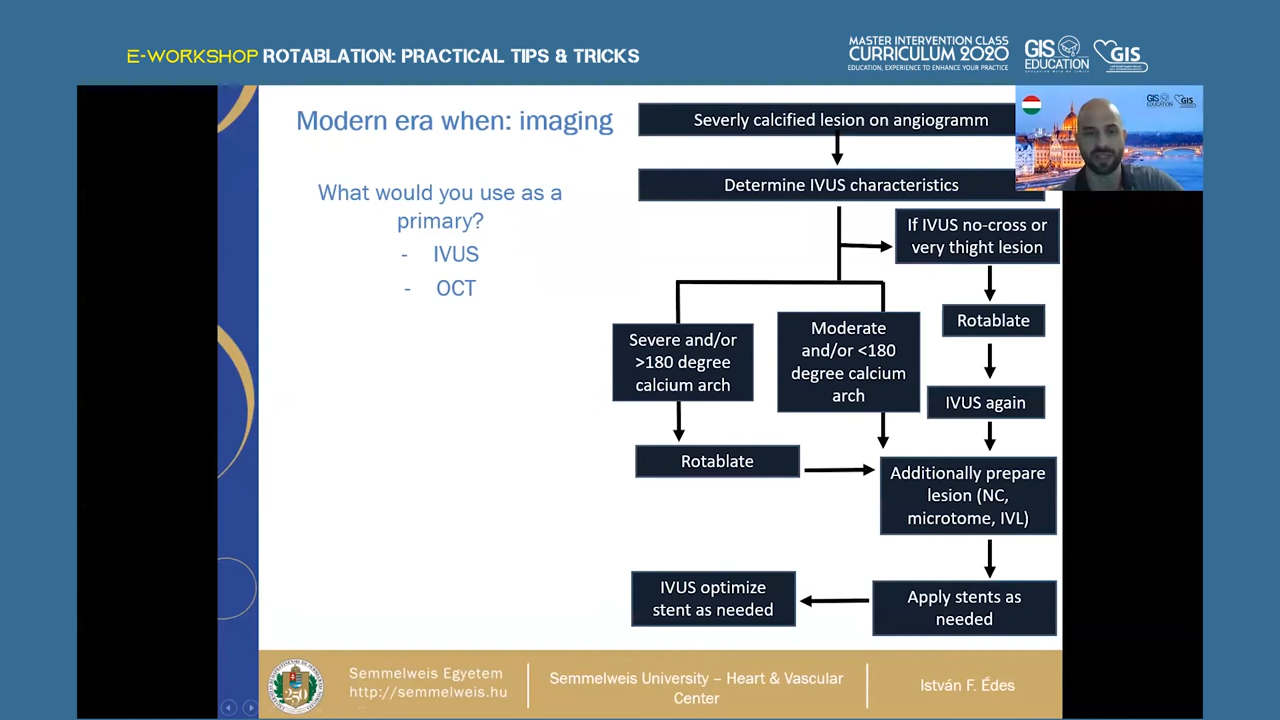 E-WORKSHOP ROTABLATION: PRACTICAL TIPS & TRICKS
MASTER INTERVENTION CLASS
CURRICULUM 2020
EDUCATION, EXPERIENCE TO ENHANCE YOUR PRACTICE
GIS
EDUCATION
GIS
Modern era when: imaging
What would you use as a
primary?
- IVUS
- OCT
Severly calcified lesion on angiogramm
Determine IVUS characteristics
If IVUS no-cross or
very thight lesion
Rotablate
IVUS again
Severe and/or
>180 degree
calcium arch
Moderate
and/or <180
degree calcium
arch
Rotablate
Additionally prepare
lesion (NC,
microtome, IVL)
Apply stents as
needed
IVUS optimize
stent as needed
GIS
EDUCATION
GIS
250
Semmelweis Egyetem
http://semmelweis.hu
Semmelweis University – Heart & Vascular
Center
István F. Édes